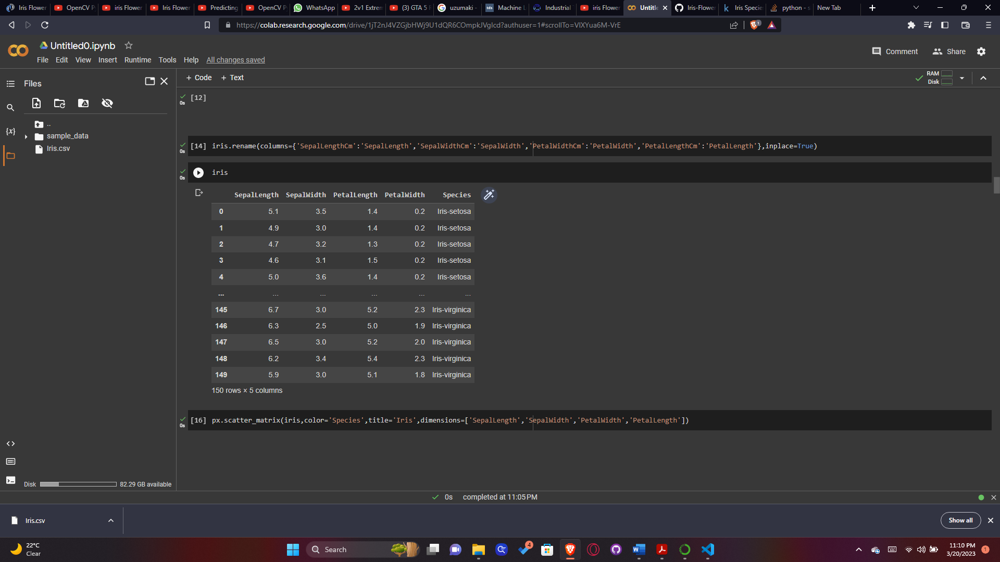 Iris Flower
OpenCV P
iris Flower
Iris Flower
Predicting
OpenCV P
WhatsApp
2v1 Extrem
(3) GTA 5 F
uzumaki -
tds Machine L
Industrial
iris Flower
Untitle
Iris-Flower
Iris Specie
python - s
New Tab
https://colab.research.google.com/drive/1jT2nJ4VZGjbHWj9U1dQR6COmpkJVglcd?authuser=1#scrollTo=VlXYua6M-VrE
Untitled0.ipynb
File Edit View Insert Runtime Tools Help All changes saved
Comment Share
Files
+ Code + Text
RAM
Disk
..
sample_data
Iris.csv
0s [12]
0s [14] iris.rename(columns={'SepalLengthCm':'SepalLength','SepalWidthCm':'SepalWidth','PetalWidthCm':'PetalWidth','PetalLengthCm':'PetalLength'},inplace=True)
0s iris
SepalLength SepalWidth PetalLength PetalWidth Species
0 5.1 3.5 1.4 0.2 Iris-setosa
1 4.9 3.0 1.4 0.2 Iris-setosa
2 4.7 3.2 1.3 0.2 Iris-setosa
3 4.6 3.1 1.5 0.2 Iris-setosa
4 5.0 3.6 1.4 0.2 Iris-setosa
... ... ... ... ... ...
145 6.7 3.0 5.2 2.3 Iris-virginica
146 6.3 2.5 5.0 1.9 Iris-virginica
147 6.5 3.0 5.2 2.0 Iris-virginica
148 6.2 3.4 5.4 2.3 Iris-virginica
149 5.9 3.0 5.1 1.8 Iris-virginica
150 rows × 5 columns
0s [16] px.scatter_matrix(iris,color='Species',title='Iris',dimensions=['SepalLength','SepalWidth','PetalWidth','PetalLength'])
Disk 82.29 GB available
0s completed at 11:05 PM
Iris.csv
Show all
22°C
Clear
Search
4
11:10 PM
3/20/2023
1